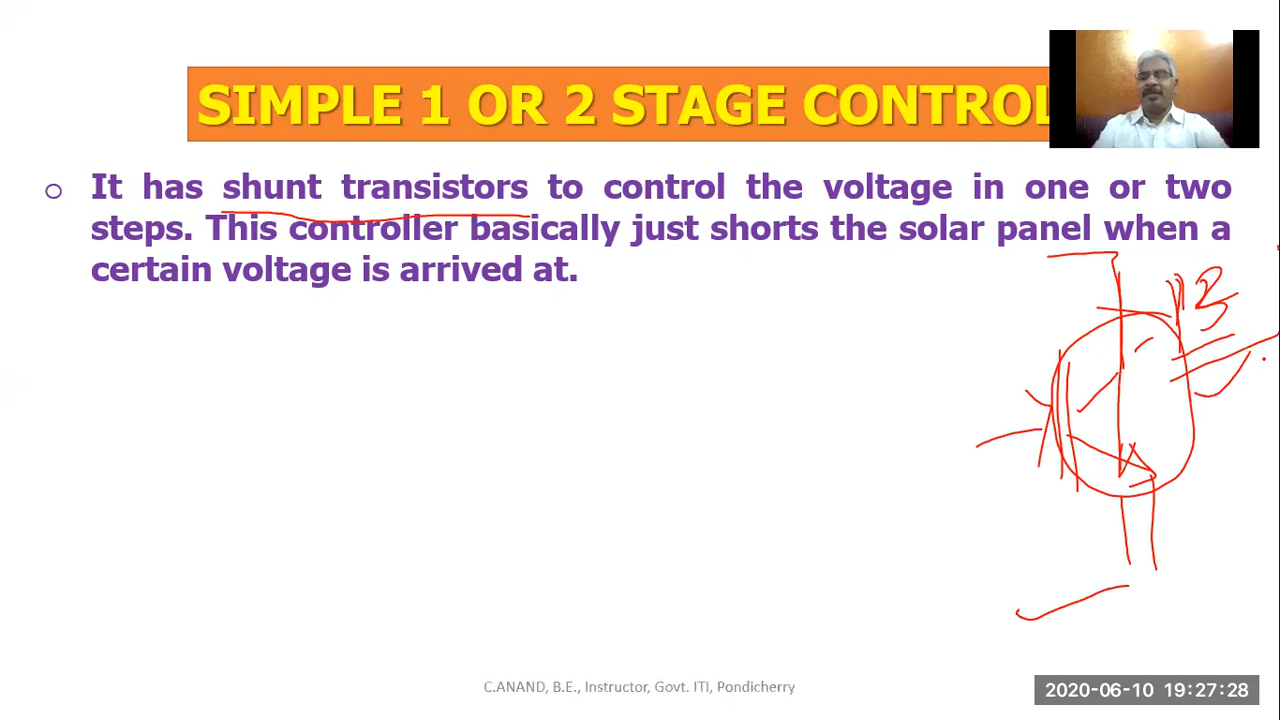 SIMPLE 1 OR 2 STAGE CONTROL
It has shunt transistors to control the voltage in one or two
steps. This controller basically just shorts the solar panel when a
certain voltage is arrived at.
C.ANAND, B.E., Instructor, Govt. ITI, Pondicherry
2020-06-10 19:27:28